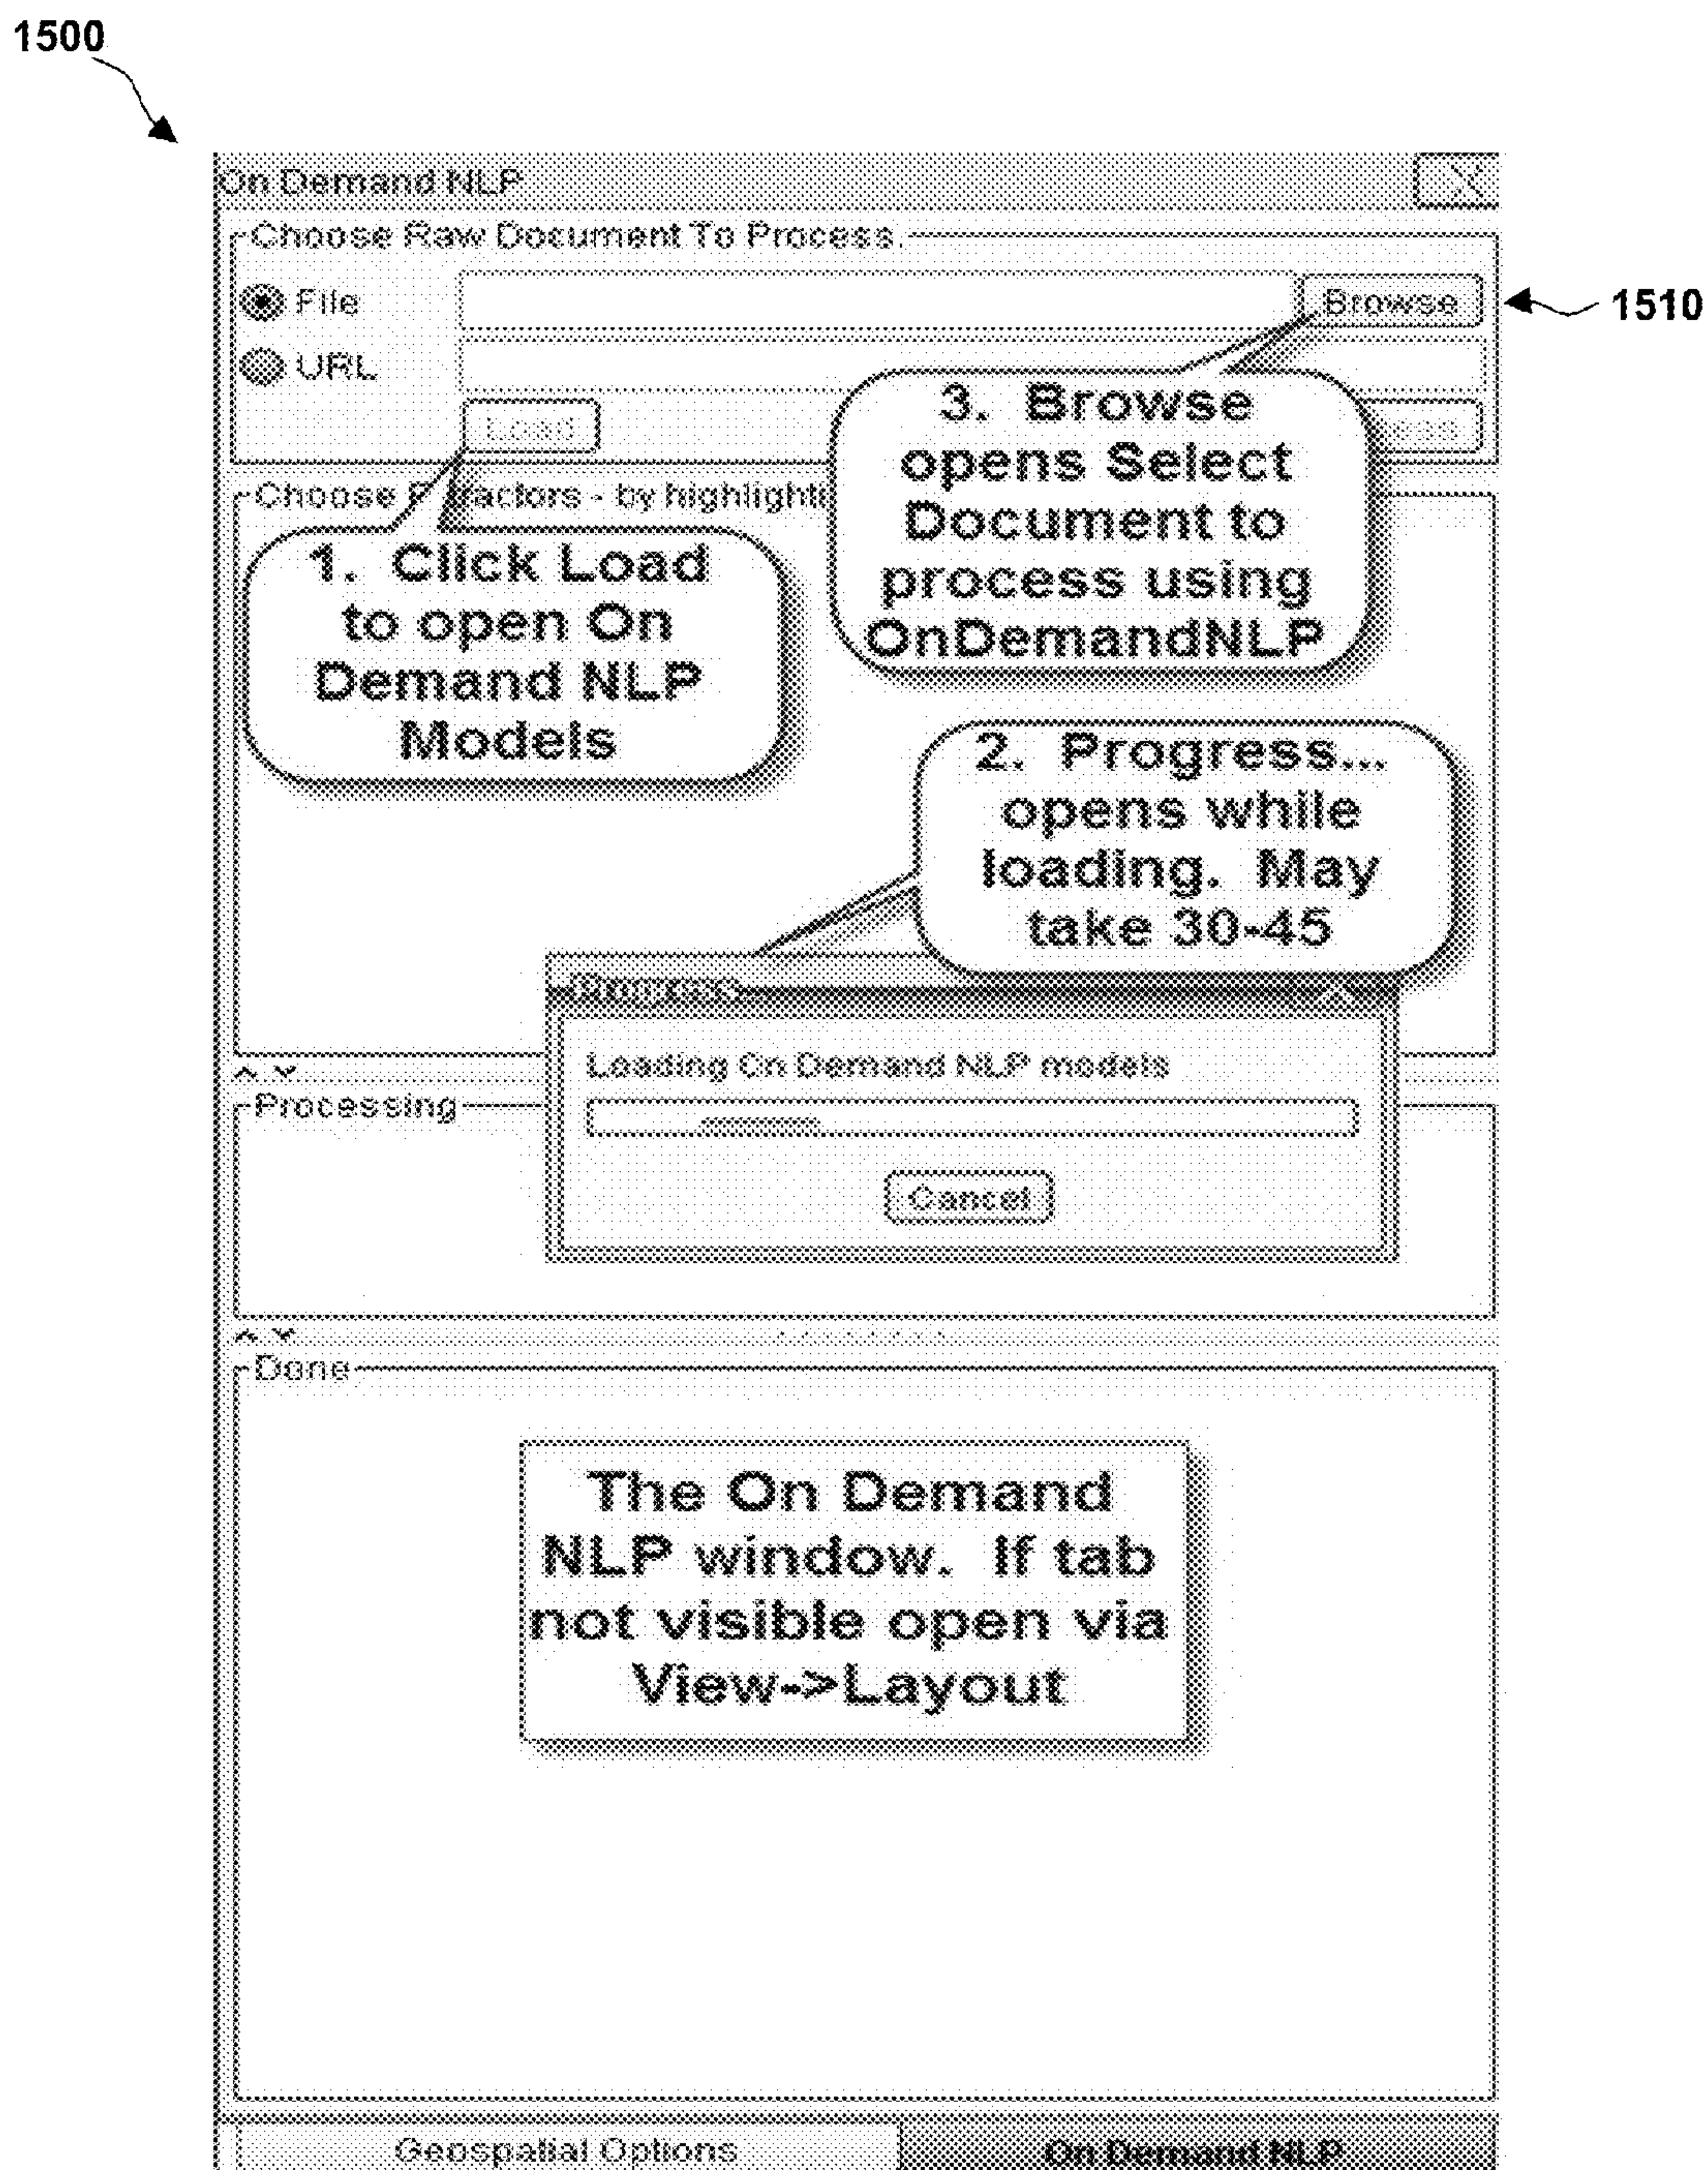 1500
On Demand NLP
Choose Raw Document To Process.
File
Browse
1510
URL
Load
3. Browse
opens Select
Document to
process using
OnDemandNLP
Choose E ractors - by highlighti
1. Click Load
to open On
Demand NLP
Models
2. Progress...
opens while
loading. May
take 30-45
Progress
Loading On Demand NLP models
Cancel
Processing
Done
The On Demand
NLP window. If tab
not visible open via
View->Layout
Geospatial Options
On Demand NLP